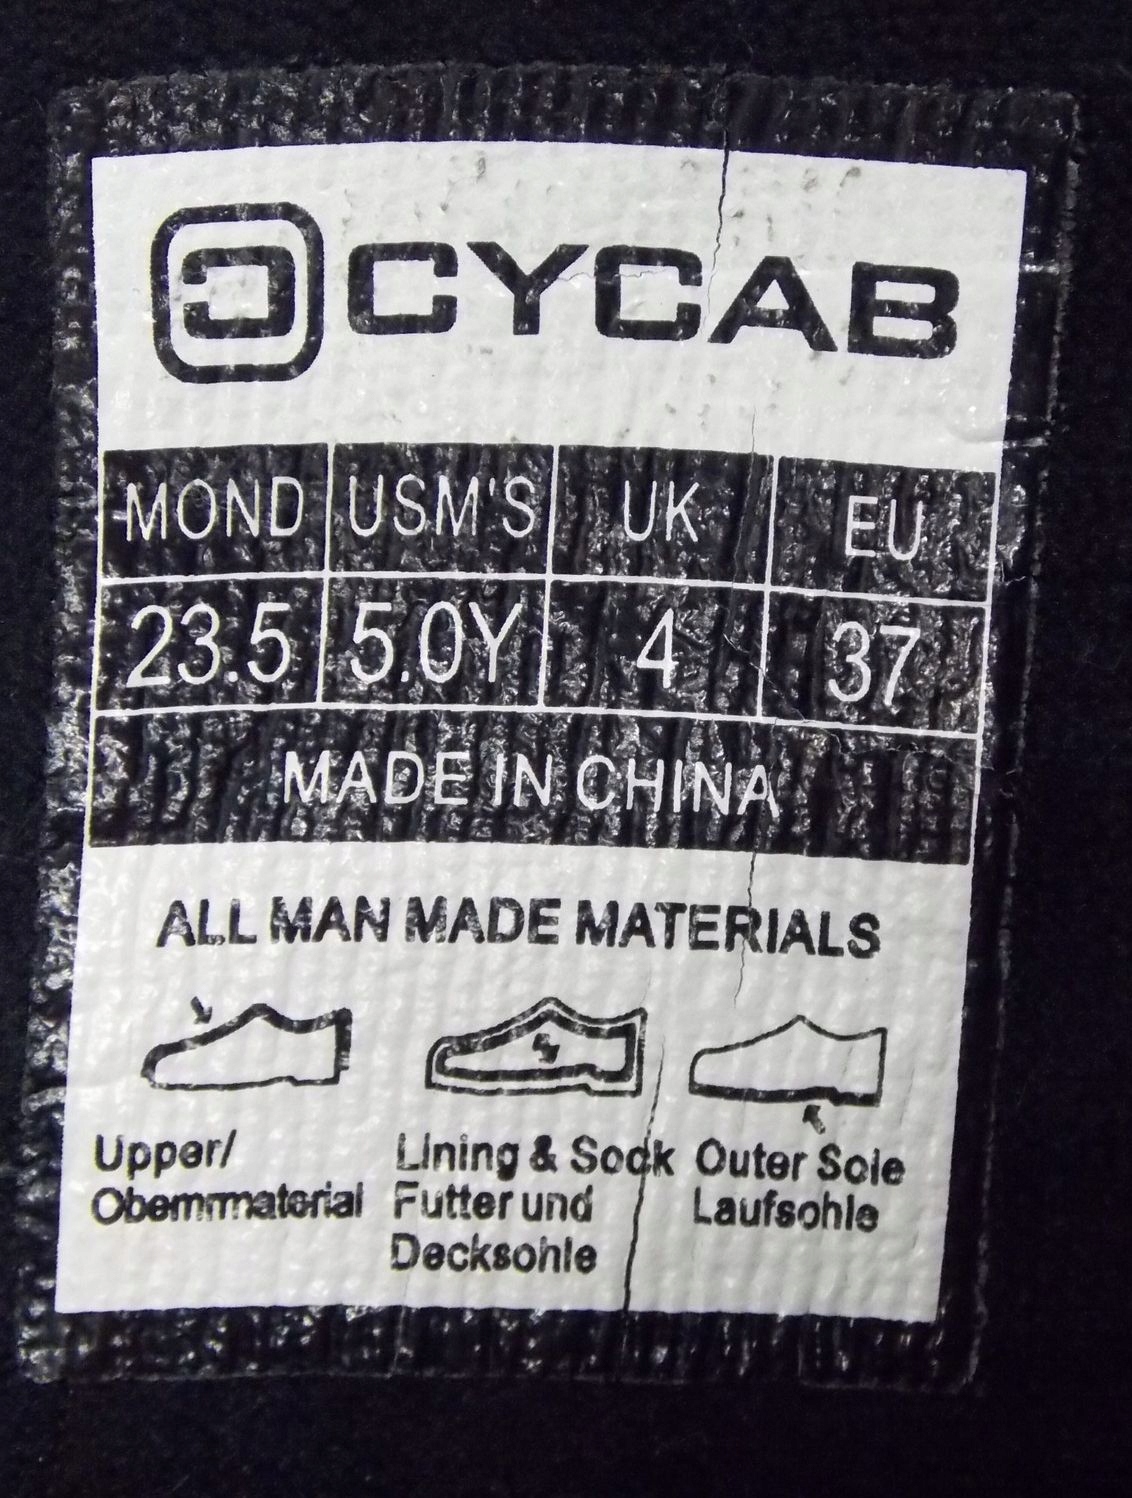 CYCAB
MOND USM'S UK EU
23.5 5.0Y 4 37
MADE IN CHINA
ALL MAN MADE MATERIALS
Upper/ Lining & Sock Outer Sole
Obermmaterial Futter und Laufsohle
Decksohle